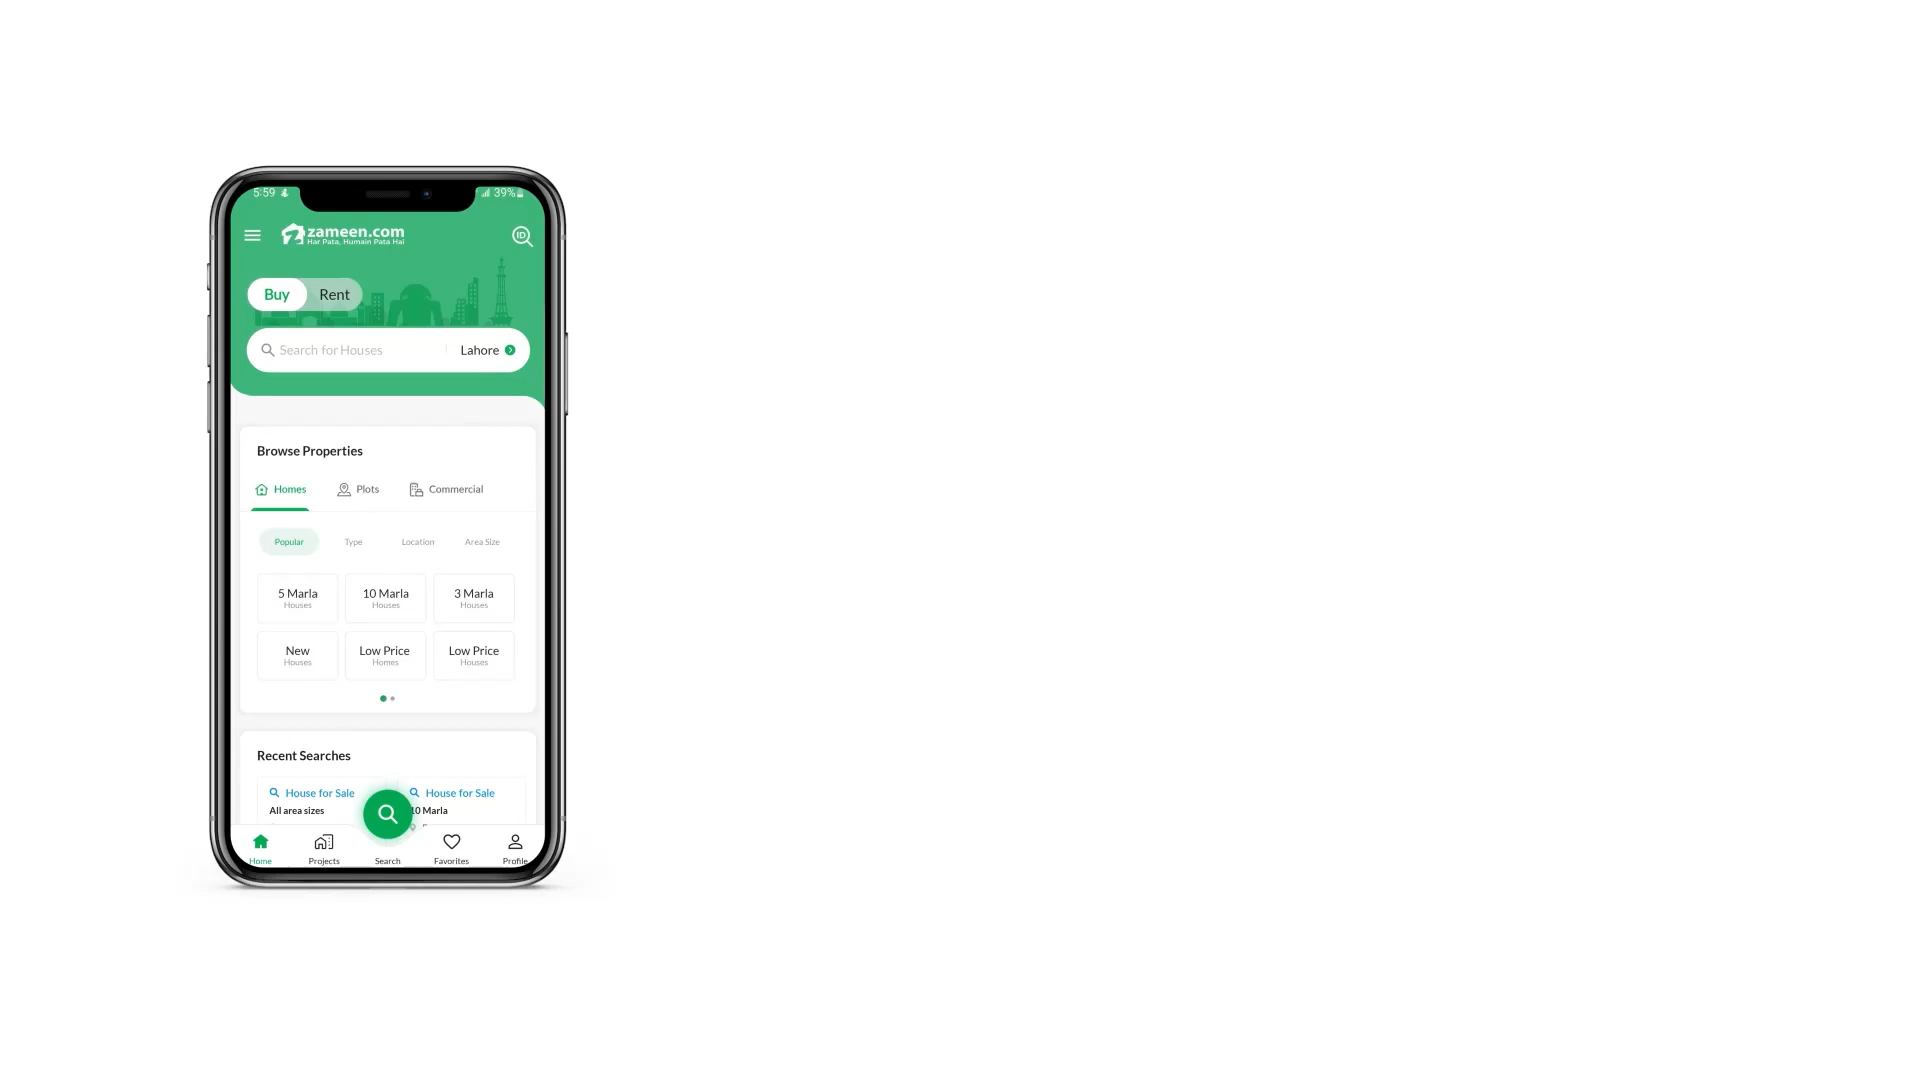 5:59
39%
zameen.com
Har Pata, Humain Pata Hai
ID
Buy
Rent
Search for Houses
Lahore
Browse Properties
Homes
Plots
Commercial
Popular
Type
Location
Area Size
5 Marla
Houses
10 Marla
Houses
3 Marla
Houses
New
Houses
Low Price
Homes
Low Price
Houses
Recent Searches
House for Sale
All area sizes
House for Sale
10 Marla
Home
Projects
Search
Favorites
Profile